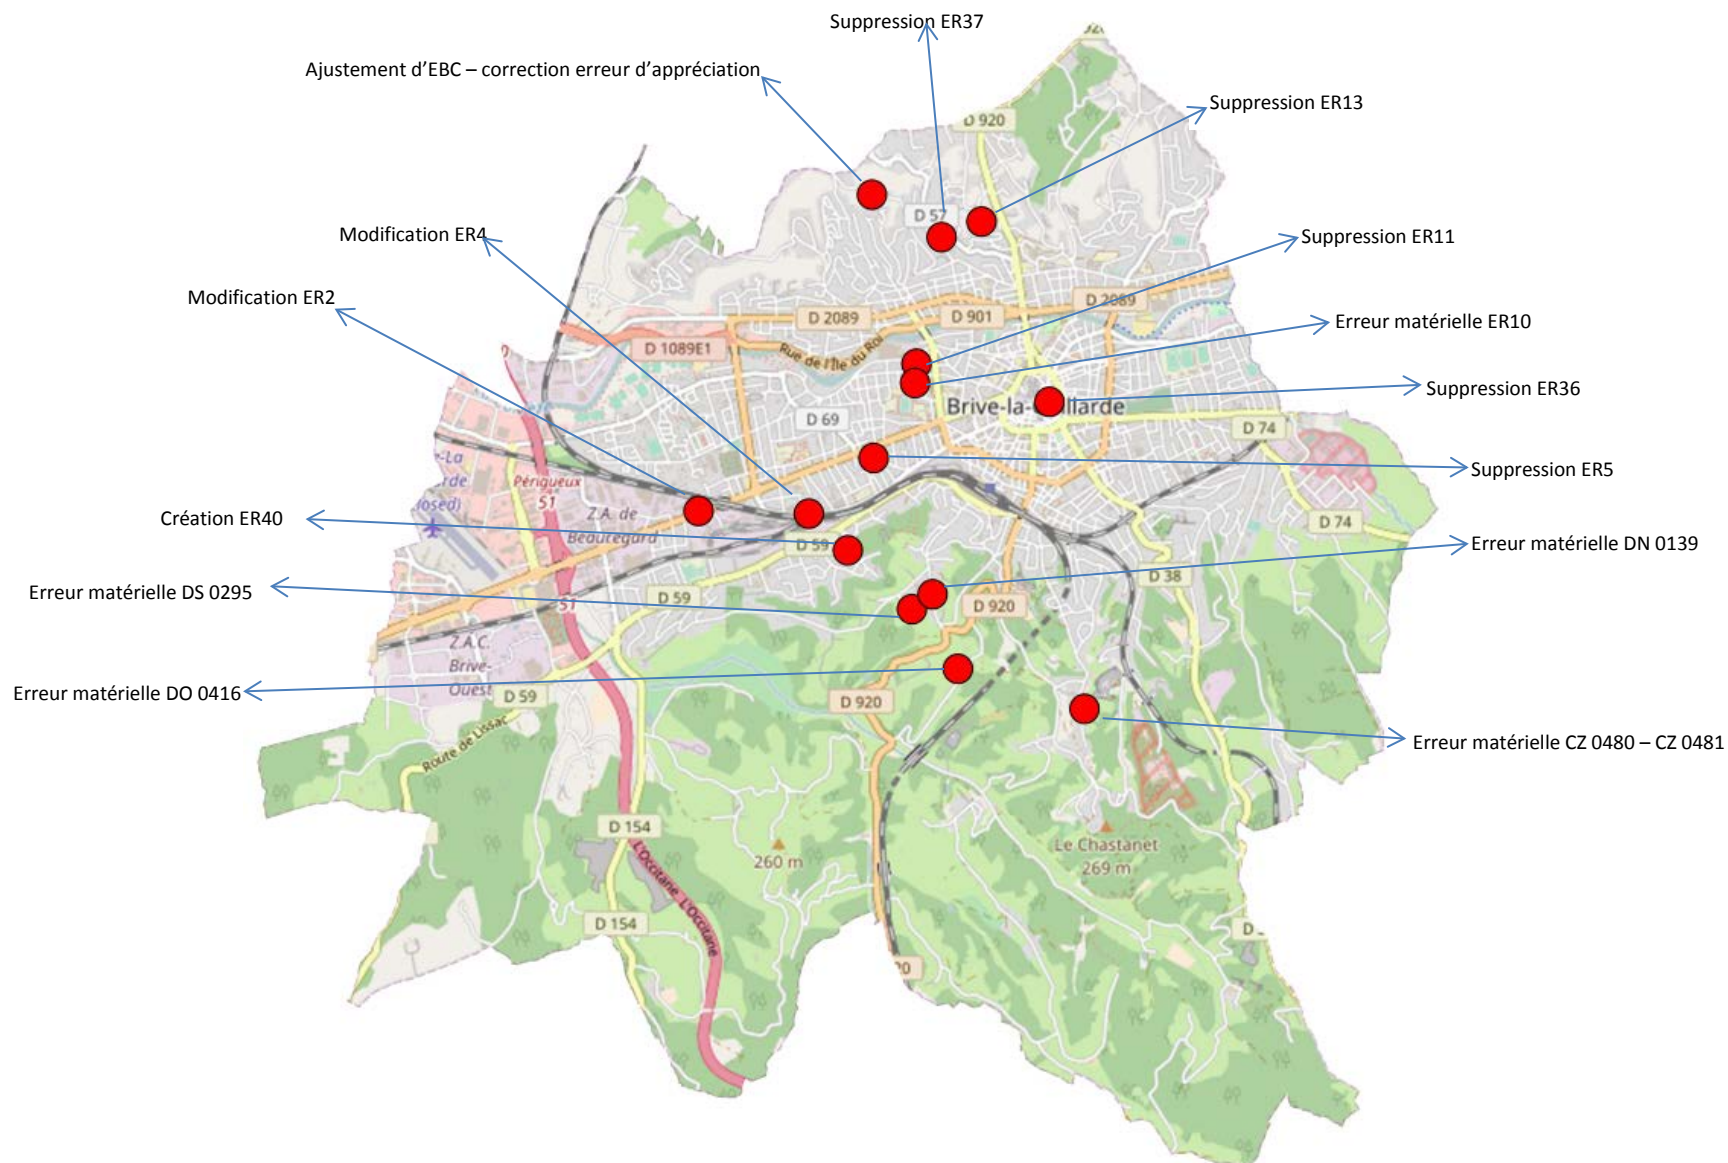 Suppression ER37
Ajustement d'EBC – correction erreur d'appréciation
Suppression ER13
D 920
D 57
Modification ER4
Suppression ER11
Modification ER2
D 2089
D 2089
D 901
Erreur matérielle ER10
D 1089E1
Rue de l'Île du Roi
Suppression ER36
Brive-la-
D 69
D 74
Suppression ER5
Périgueux
51
Z.A. de
Beauregard
D 74
Création ER40
D 59
Erreur matérielle DN 0139
D 38
Erreur matérielle DS 0295
D 59
D 920
51
Z.A.C.
Brive-
Ouest
Erreur matérielle DO 0416
D 59
D 920
Route de Lissac
Erreur matérielle CZ 0480 – CZ 0481
D 154
L'Occitane
L'Occitane
260 m
Le Chastanet
269 m
D 154